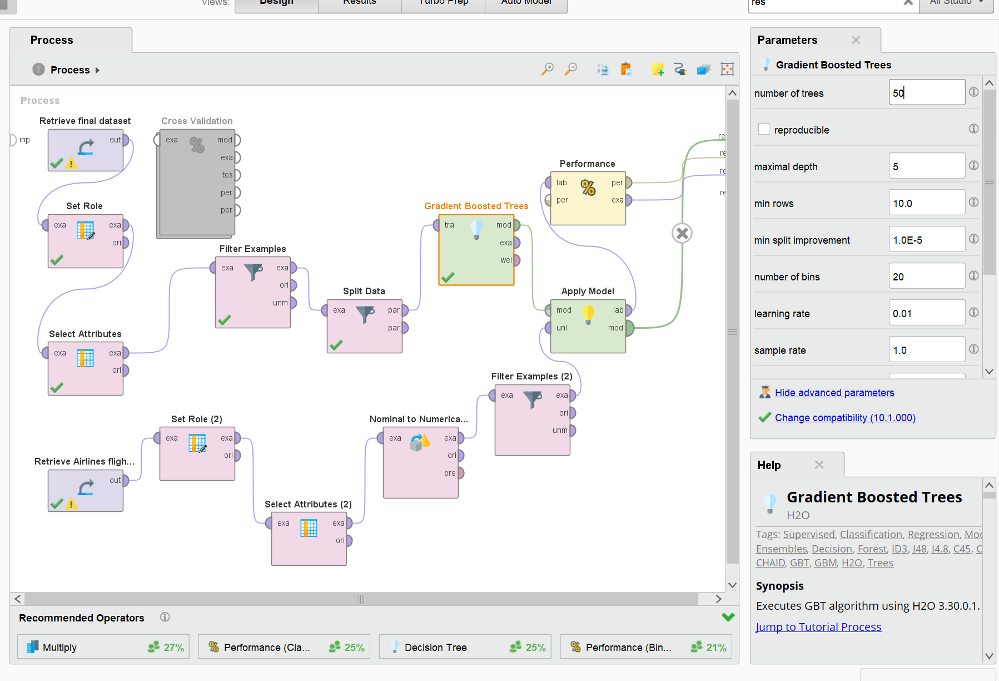 Views:
Design
Results
Turbo Prep
Auto Model
res
All Studio
Process
Process
Process
inp
Retrieve final dataset
out
Cross Validation
exa
mod
exa
tes
per
per
Set Role
exa
exa
ori
Filter Examples
exa
exa
ori
unm
Gradient Boosted Trees
tra
mod
exa
wei
Performance
lab
per
per
exa
re
re
re
re
Split Data
exa
par
par
Apply Model
mod
lab
unl
mod
Select Attributes
exa
exa
ori
Filter Examples (2)
exa
exa
ori
unm
Set Role (2)
exa
exa
ori
Nominal to Numerica...
exa
exa
ori
pre
Retrieve Airlines fligh...
out
Select Attributes (2)
exa
exa
ori
Recommended Operators
Multiply
27%
Performance (Cla...
25%
Decision Tree
25%
Performance (Bin...
21%
Parameters
Gradient Boosted Trees
number of trees
50
reproducible
maximal depth
5
min rows
10.0
min split improvement
1.0E-5
number of bins
20
learning rate
0.01
sample rate
1.0
Hide advanced parameters
Change compatibility (10.1.000)
Help
Gradient Boosted Trees
H2O
Tags: Supervised, Classification, Regression, Moc
Ensembles, Decision, Forest, ID3, J48, J4.8, C45, C
CHAID, GBT, GBM, H2O, Trees
Synopsis
Executes GBT algorithm using H2O 3.30.0.1.
Jump to Tutorial Process